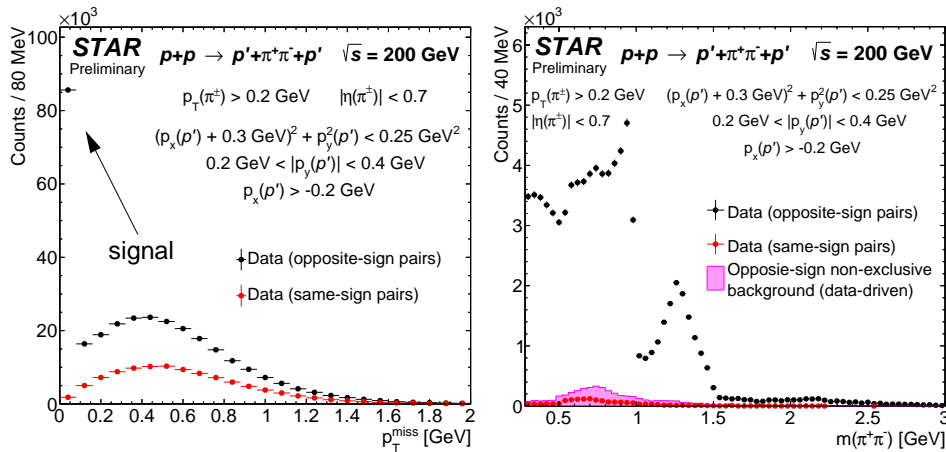 ×10³
100
80
60
40
20
0
Counts / 80 MeV
STAR
Preliminary
p+p → p′+π⁺π⁻+p′ √s = 200 GeV
p_T(π±) > 0.2 GeV |η(π±)| < 0.7
(p_x(p′) + 0.3 GeV)² + p_y²(p′) < 0.25 GeV²
0.2 GeV < |p_y(p′)| < 0.4 GeV
p_x(p′) > -0.2 GeV
signal
Data (opposite-sign pairs)
Data (same-sign pairs)
0 0.2 0.4 0.6 0.8 1.0 1.2 1.4 1.6 1.8 2
p_T^miss [GeV]
×10³
6
5
4
3
2
1
0
Counts / 40 MeV
STAR
Preliminary
p+p → p′+π⁺π⁻+p′ √s = 200 GeV
p_T(π±) > 0.2 GeV (p_x(p′) + 0.3 GeV)² + p_y²(p′) < 0.25 GeV²
|η(π±)| < 0.7 0.2 GeV < |p_y(p′)| < 0.4 GeV
p_x(p′) > -0.2 GeV
Data (opposite-sign pairs)
Data (same-sign pairs)
Opposie-sign non-exclusive
background (data-driven)
0.5 1 1.5 2 2.5 3
m(π⁺π⁻) [GeV]